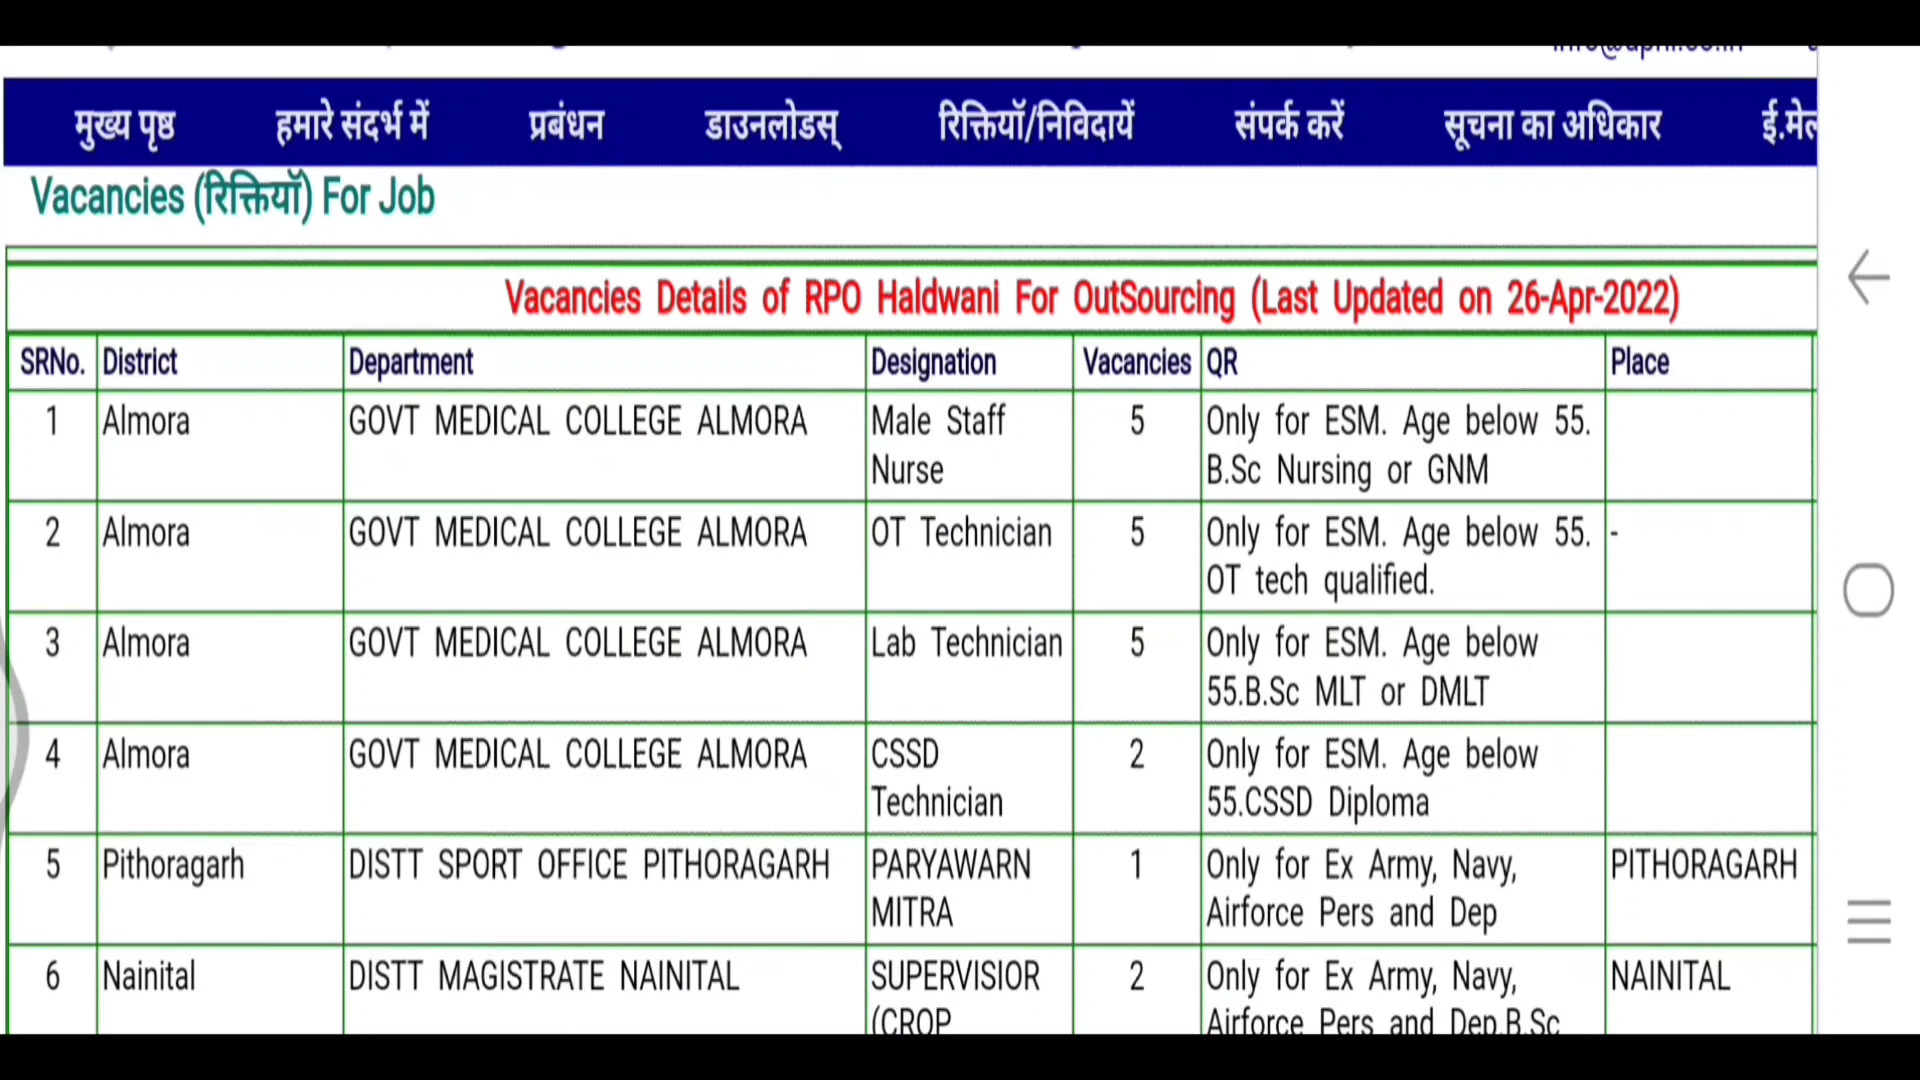 मुख्य पृष्ठ हमारे संदर्भ में प्रबंधन डाउनलोडस् रिक्तियॉ/निविदायें संपर्क करें सूचना का अधिकार ई.मेल
Vacancies (रिक्तियॉ) For Job
Vacancies Details of RPO Haldwani For OutSourcing (Last Updated on 26-Apr-2022)
SRNo. District Department Designation Vacancies QR Place
1 Almora GOVT MEDICAL COLLEGE ALMORA Male Staff 5 Only for ESM. Age below 55.
Nurse B.Sc Nursing or GNM
2 Almora GOVT MEDICAL COLLEGE ALMORA OT Technician 5 Only for ESM. Age below 55. -
OT tech qualified.
3 Almora GOVT MEDICAL COLLEGE ALMORA Lab Technician 5 Only for ESM. Age below
55.B.Sc MLT or DMLT
4 Almora GOVT MEDICAL COLLEGE ALMORA CSSD 2 Only for ESM. Age below
Technician 55.CSSD Diploma
5 Pithoragarh DISTT SPORT OFFICE PITHORAGARH PARYAWARN 1 Only for Ex Army, Navy, PITHORAGARH
MITRA Airforce Pers and Dep
6 Nainital DISTT MAGISTRATE NAINITAL SUPERVISIOR 2 Only for Ex Army, Navy, NAINITAL
(CROP Airforce Pers and Dep.B.Sc